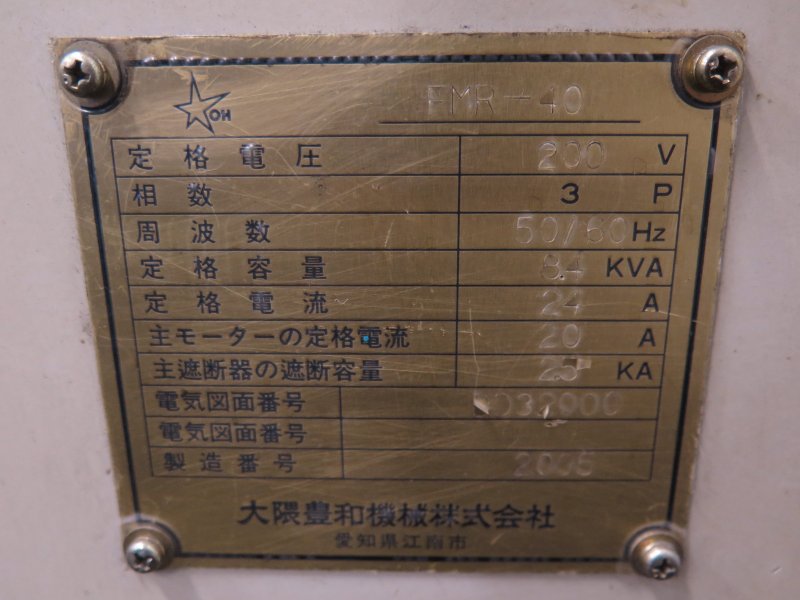 OH
FMR-40
定格電圧 200 V
相数 3 P
周波数 50/60 Hz
定格容量 8.4 KVA
定格電流 24 A
主モーターの定格電流 20 A
主遮断器の遮断容量 KA
電気図面番号
電気図面番号
製造番号
大隈豊和機械株式会社
愛知県江南市